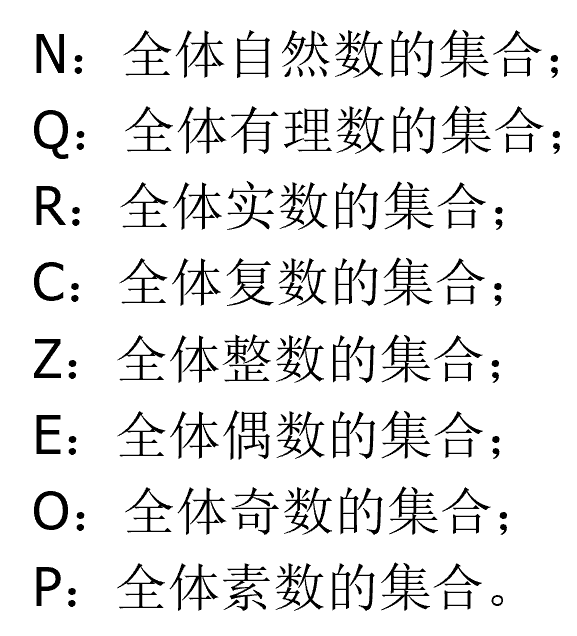 N：全体自然数的集合；
Q：全体有理数的集合；
R：全体实数的集合；
C：全体复数的集合；
Z：全体整数的集合；
E：全体偶数的集合；
O：全体奇数的集合；
P：全体素数的集合。